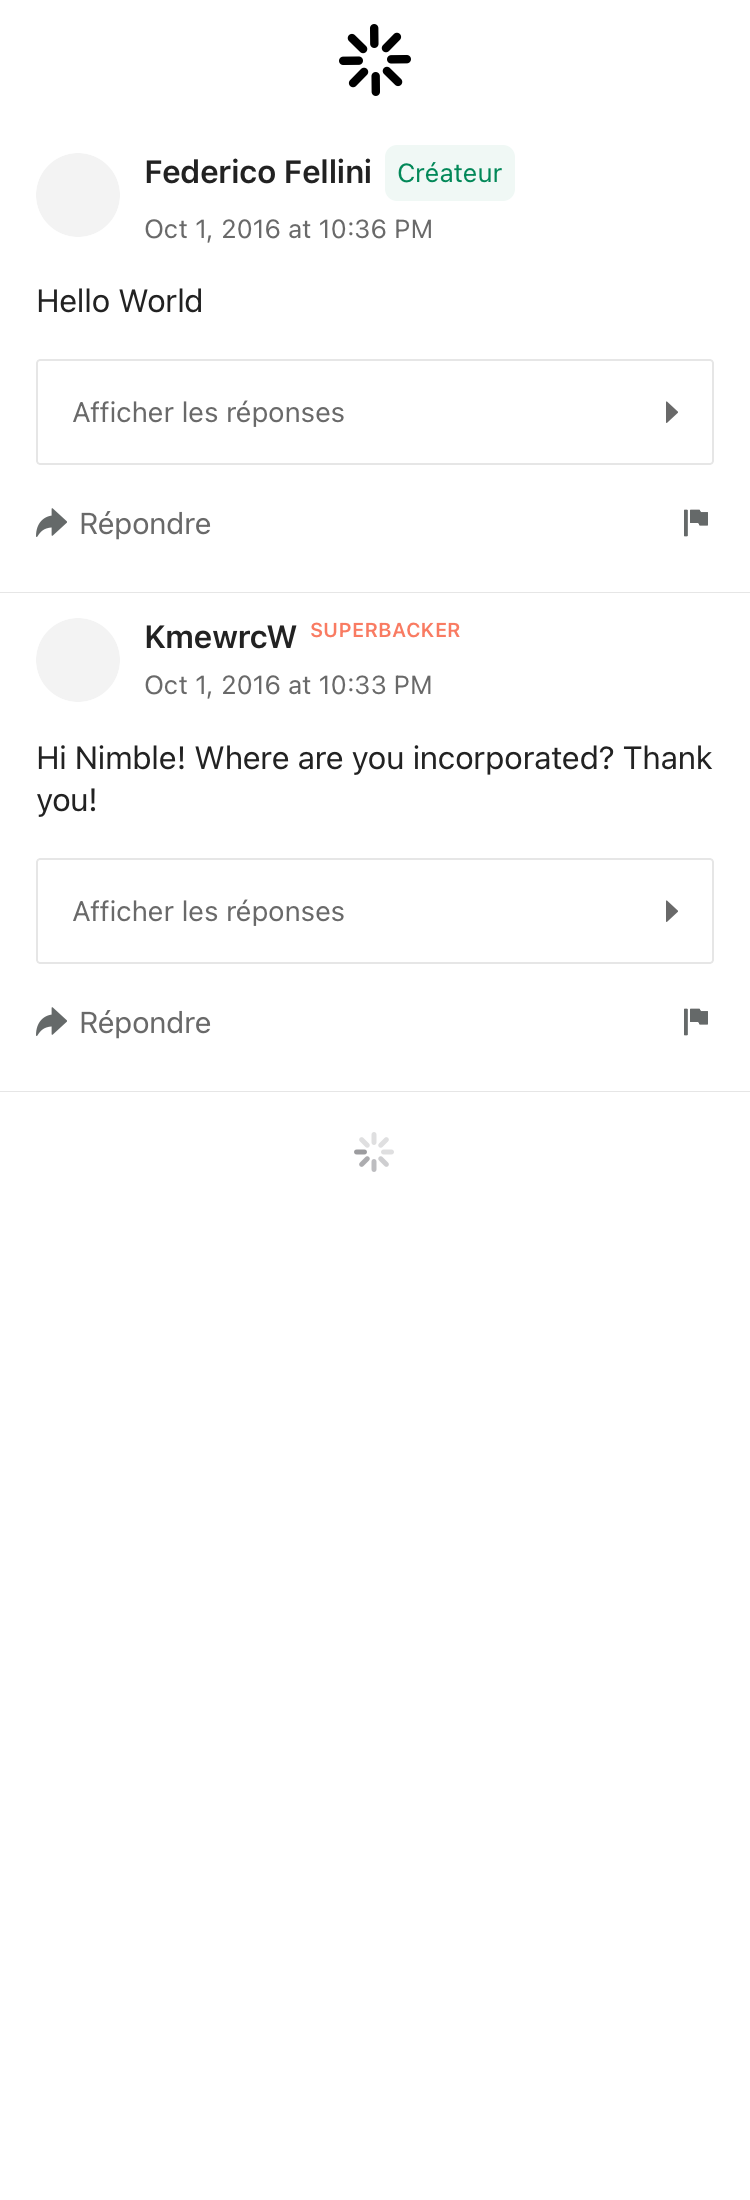 Federico Fellini Créateur
Oct 1, 2016 at 10:36 PM
Hello World
Afficher les réponses
Répondre
KmewrcW SUPERBACKER
Oct 1, 2016 at 10:33 PM
Hi Nimble! Where are you incorporated? Thank
you!
Afficher les réponses
Répondre